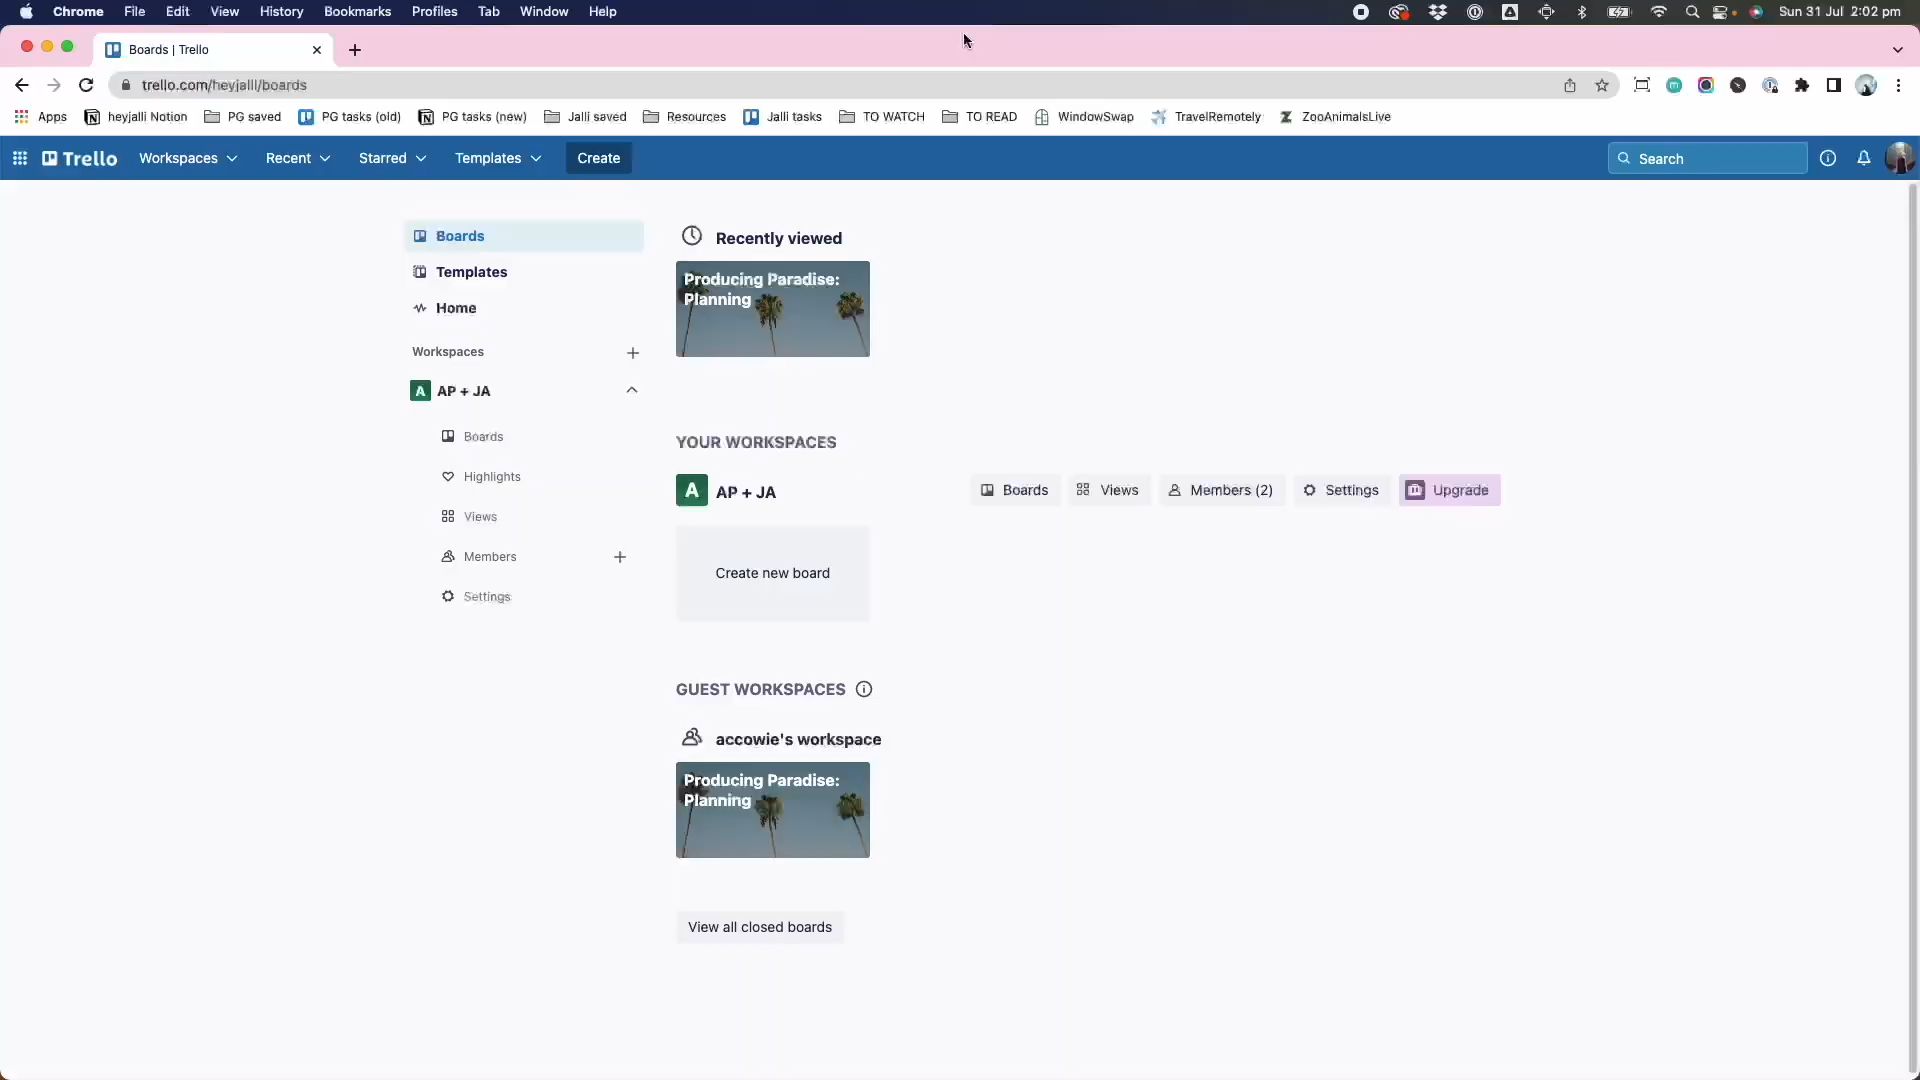 Chrome File Edit View History Bookmarks Profiles Tab Window Help Sun 31 Jul 2:02 pm
Boards | Trello
trello.com/heyjalli/boards
Apps heyjalli Notion PG saved PG tasks (old) PG tasks (new) Jalli saved Resources Jalli tasks TO WATCH TO READ WindowSwap TravelRemotely ZooAnimalsLive
Trello Workspaces Recent Starred Templates Create Search
Boards
Templates
Home
Workspaces
A AP + JA
Boards
Highlights
Views
Members
Settings
Recently viewed
Producing Paradise:
Planning
YOUR WORKSPACES
A AP + JA Boards Views Members (2) Settings Upgrade
Create new board
GUEST WORKSPACES
accowie's workspace
Producing Paradise:
Planning
View all closed boards